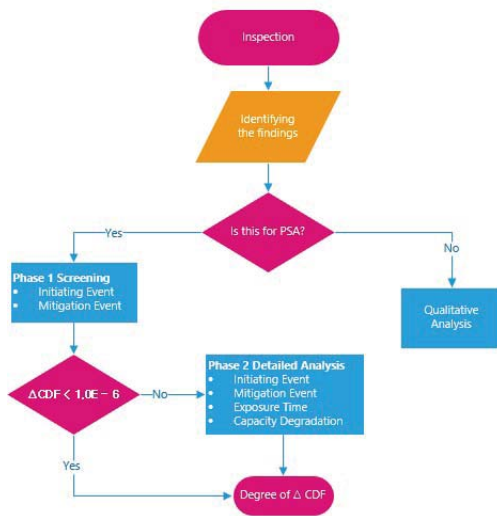 Inspection
Identifying
the findings
Is this for PSA?
Yes
No
Phase 1 Screening
• Initiating Event
• Mitigation Event
Qualitative
Analysis
ΔCDF < 1,0E – 6
No
Phase 2 Detailed Analysis
• Initiating Event
• Mitigation Event
• Exposure Time
• Capacity Degradation
Yes
Degree of Δ CDF